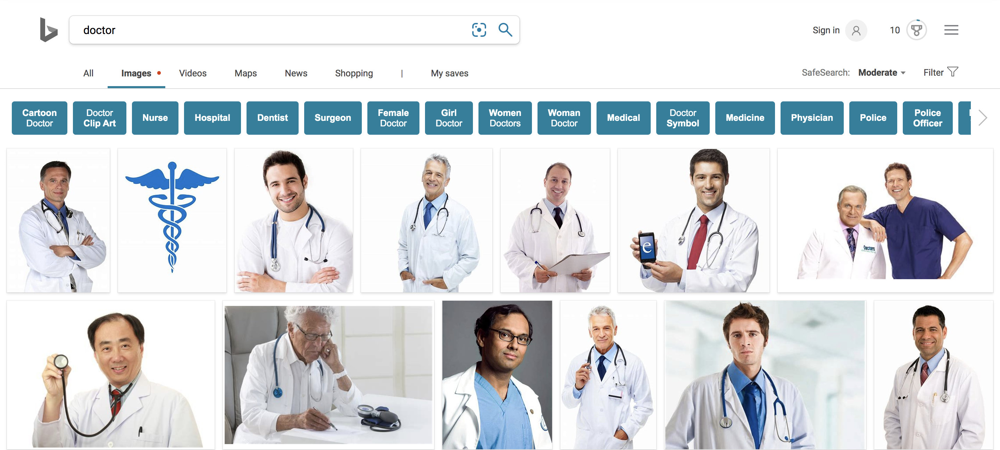 doctor
Sign in
10
All
Images
Videos
Maps
News
Shopping
|
My saves
SafeSearch:
Moderate
Filter
Cartoon
Doctor
Doctor
Clip Art
Nurse
Hospital
Dentist
Surgeon
Female
Doctor
Girl
Doctor
Women
Doctors
Woman
Doctor
Medical
Doctor
Symbol
Medicine
Physician
Police
Police
Officer
e
Doctors